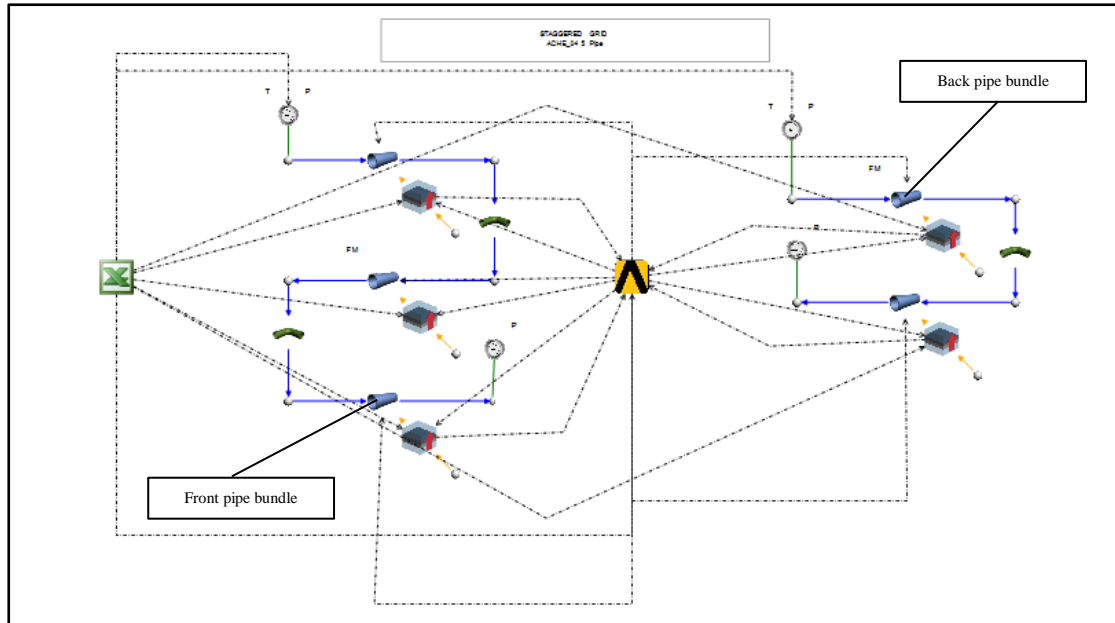 STAGGERED GRID
ACHE_04 5 Pipe
Back pipe bundle
T P
T P
FM
P
FM
P
Front pipe bundle